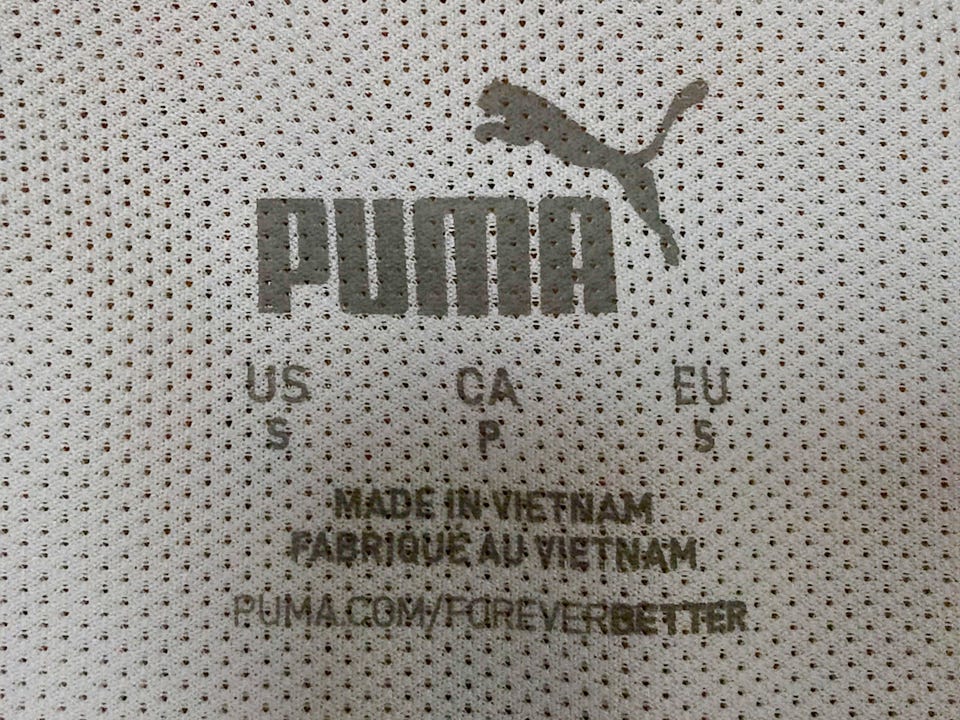 PUMA
US CA EU
S P S
MADE IN VIETNAM
FABRIQUÉ AU VIETNAM
PUMA.COM/FOREVERBETTER